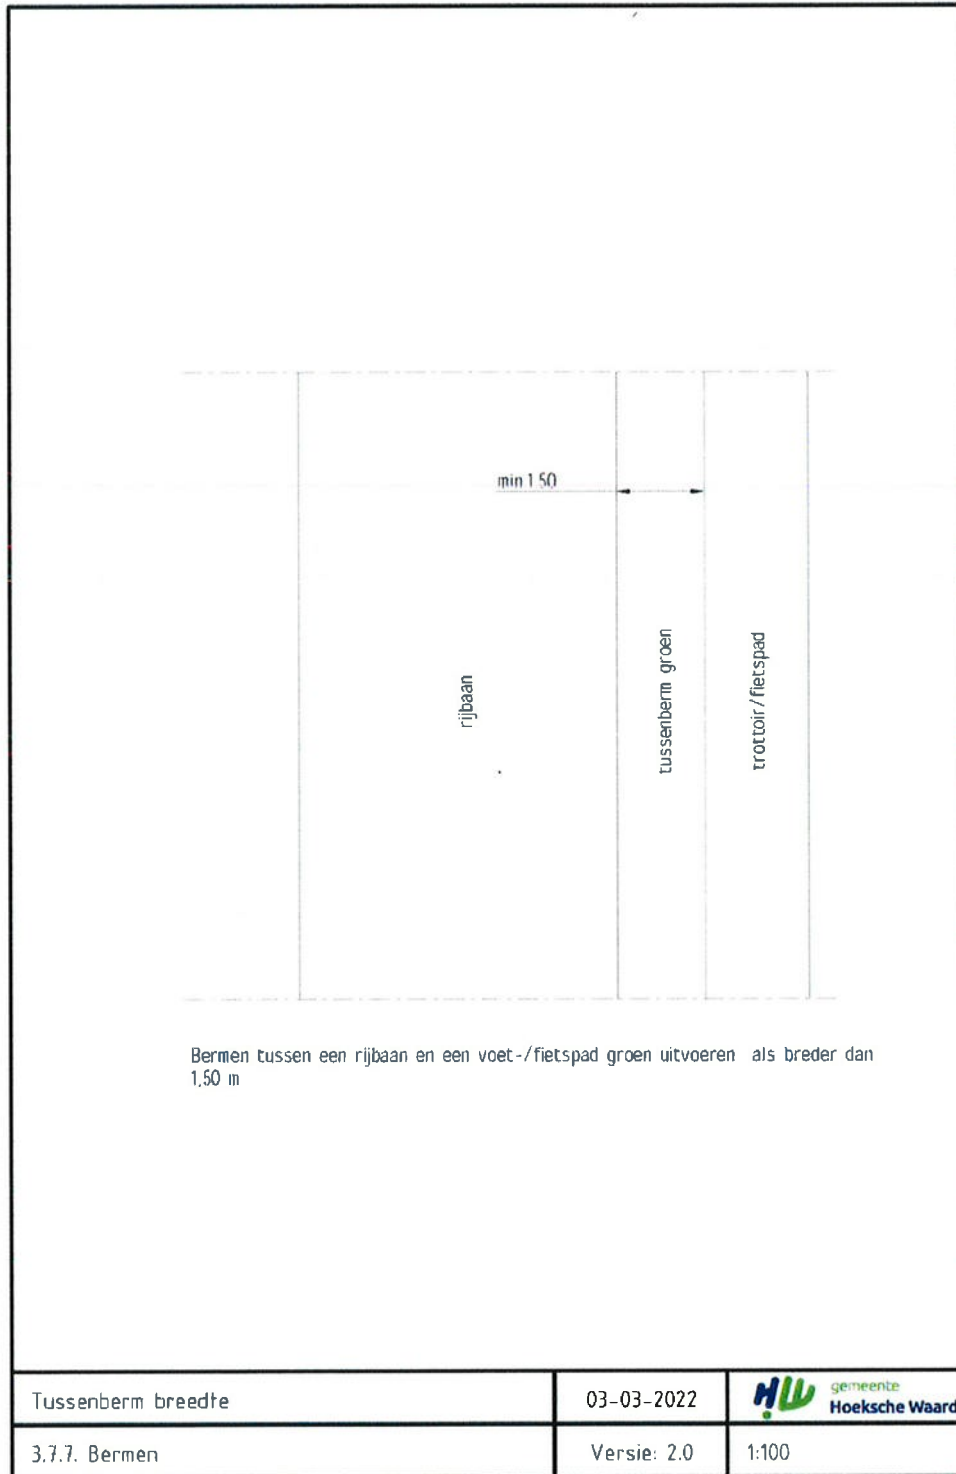 min 1.50
rijbaan
tussenberm groen
trottoir/fietspad
Bermen tussen een rijbaan en een voet-/fietspad groen uitvoeren als breder dan
1,50 m
Tussenberm breedte
03-03-2022
gemeente
Hoeksche Waard
3.7.7. Bermen
Versie: 2.0
1:100